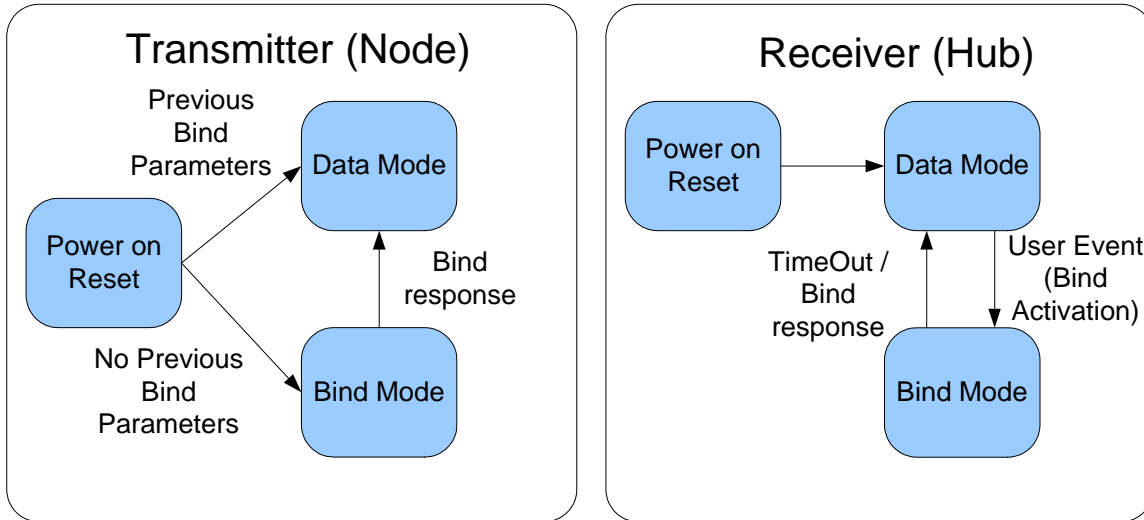 Transmitter (Node)
Previous
Bind
Parameters
Data Mode
Power on
Reset
Bind
response
No Previous
Bind
Parameters
Bind Mode
Receiver (Hub)
Power on
Reset
Data Mode
TimeOut /
Bind
response
User Event
(Bind
Activation)
Bind Mode